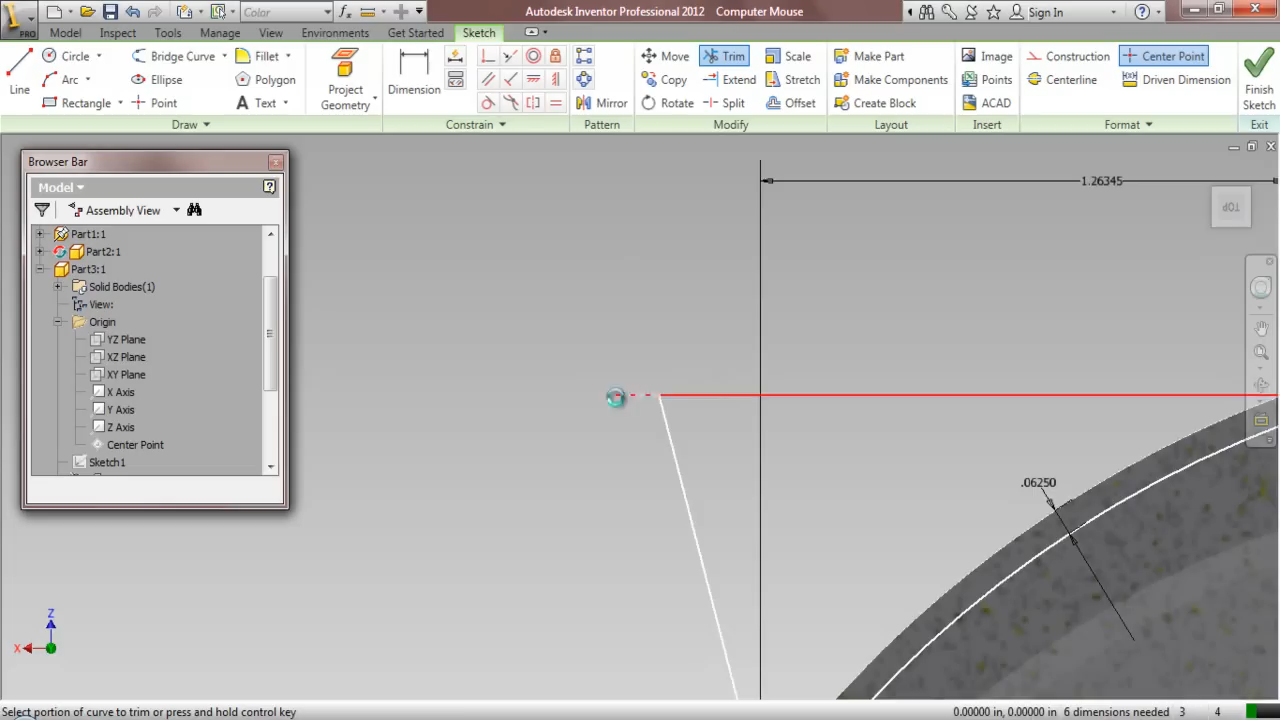 Color
Autodesk Inventor Professional 2012 Computer Mouse
Sign In
PRO
Model Inspect Tools Manage View Environments Get Started Sketch
Line
Circle
Arc
Rectangle
Bridge Curve
Ellipse
Point
Fillet
Polygon
Text
Project Geometry
Dimension
Mirror
Move
Copy
Rotate
Trim
Extend
Split
Scale
Stretch
Offset
Make Part
Make Components
Create Block
Image
Points
ACAD
Construction
Centerline
Center Point
Driven Dimension
Finish Sketch
Draw Constrain Pattern Modify Layout Insert Format Exit
Browser Bar
Model
Assembly View
Part1:1
Part2:1
Part3:1
Solid Bodies(1)
View:
Origin
YZ Plane
XZ Plane
XY Plane
X Axis
Y Axis
Z Axis
Center Point
Sketch1
1.26345
TOP
.06250
Z
X
Select portion of curve to trim or press and hold control key
0.00000 in, 0.00000 in 6 dimensions needed 3 4